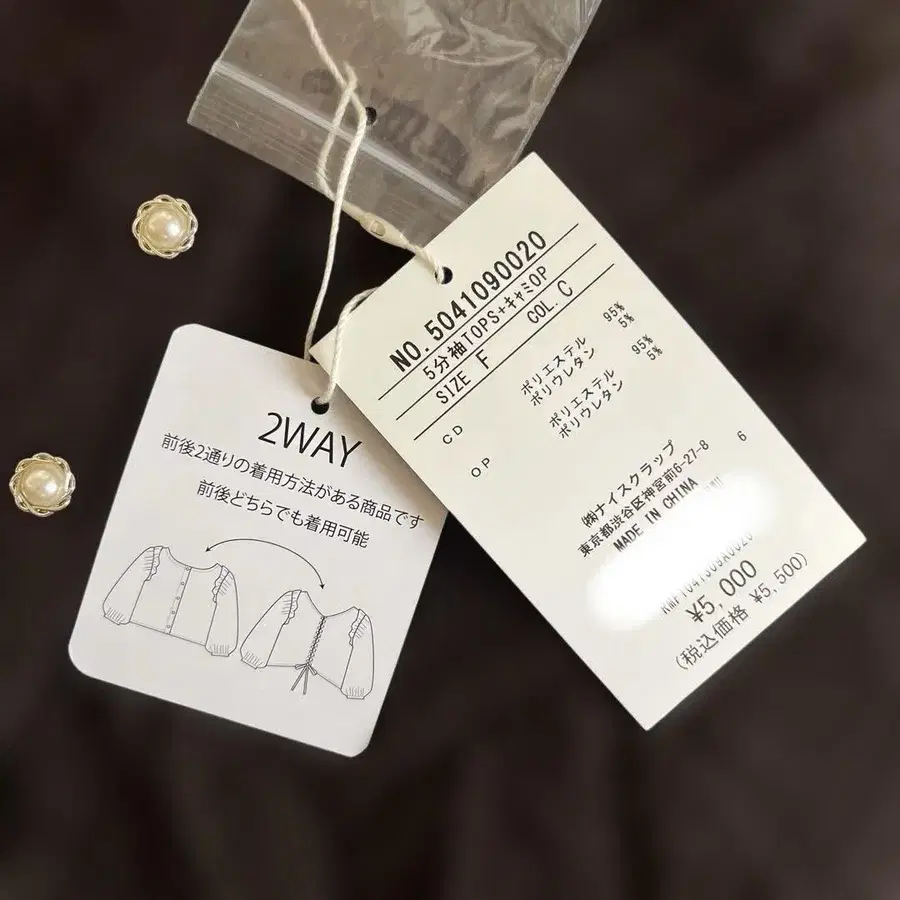 2WAY
前後2通りの着用方法がある商品です
前後どちらでも着用可能
NO.5041090020
5分袖TOPS+キャミOP
SIZE F COL. C
CD
ポリエステル 95%
ポリウレタン 5%
OP
ポリエステル 95%
ポリウレタン 5%
㈱ナイスクラップ
東京都渋谷区神宮前6-27-8 6
MADE IN CHINA
¥5,000
(税込価格 ¥5,500)